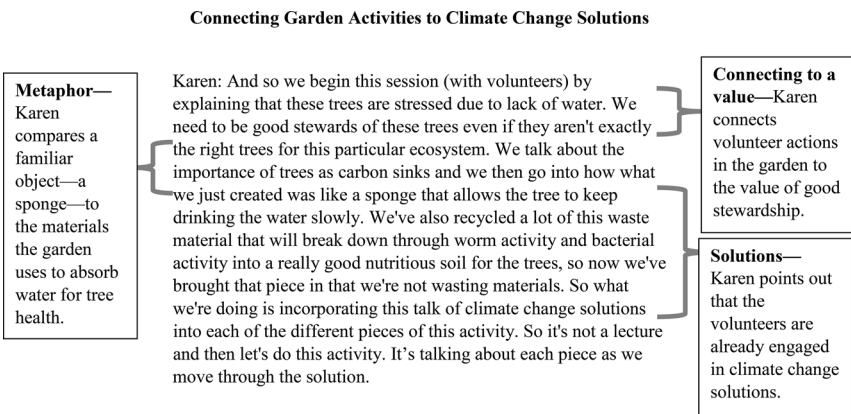 Connecting Garden Activities to Climate Change Solutions
Metaphor—
Karen
compares a
familiar
object—a
sponge—to
the materials
the garden
uses to absorb
water for tree
health.
Karen: And so we begin this session (with volunteers) by
explaining that these trees are stressed due to lack of water. We
need to be good stewards of these trees even if they aren't exactly
the right trees for this particular ecosystem. We talk about the
importance of trees as carbon sinks and we then go into how what
we just created was like a sponge that allows the tree to keep
drinking the water slowly. We've also recycled a lot of this waste
material that will break down through worm activity and bacterial
activity into a really good nutritious soil for the trees, so now we've
brought that piece in that we're not wasting materials. So what
we're doing is incorporating this talk of climate change solutions
into each of the different pieces of this activity. So it's not a lecture
and then let's do this activity. It’s talking about each piece as we
move through the solution.
Connecting to a
value—Karen
connects
volunteer actions
in the garden to
the value of good
stewardship.
Solutions—
Karen points out
that the
volunteers are
already engaged
in climate change
solutions.